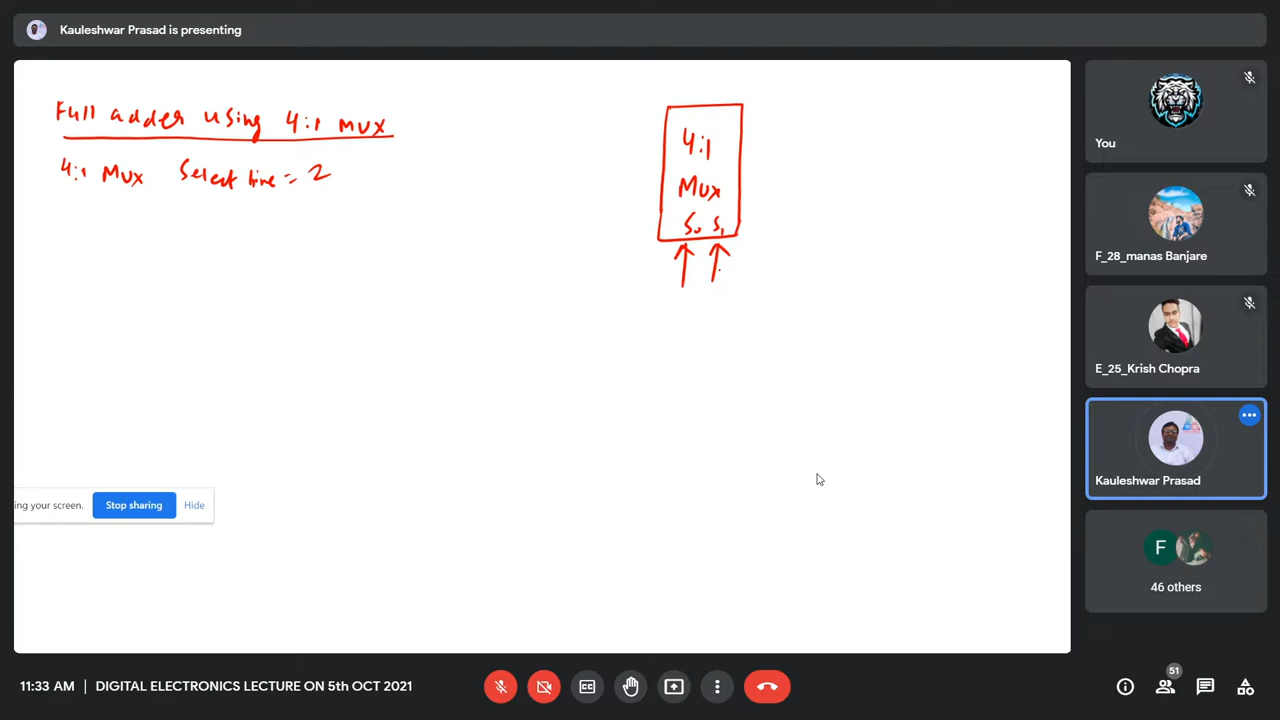 Kauleshwar Prasad is presenting
Full adder using 4:1 MUX
4:1 Mux Select line = 2
4:1
Mux
S0 S1
You
F_28_manas Banjare
E_25_Krish Chopra
Kauleshwar Prasad
F
46 others
ing your screen. Stop sharing Hide
11:33 AM | DIGITAL ELECTRONICS LECTURE ON 5th OCT 2021
CC
51